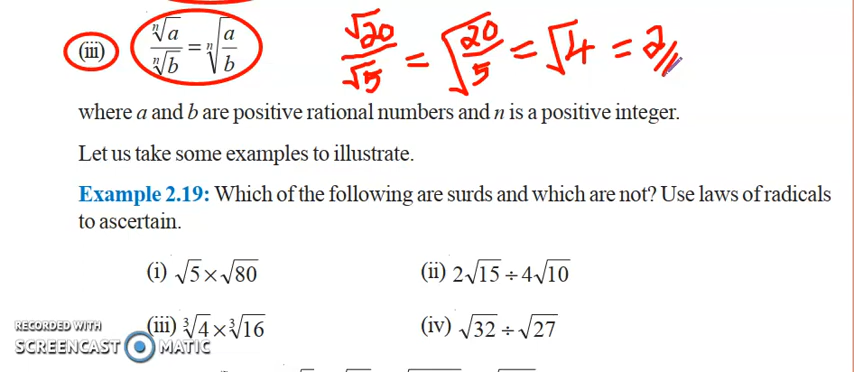 (iii) ⁿ√a / ⁿ√b = ⁿ√(a/b) √20 / √5 = √(20/5) = √4 = 2
where a and b are positive rational numbers and n is a positive integer.
Let us take some examples to illustrate.
Example 2.19: Which of the following are surds and which are not? Use laws of radicals
to ascertain.
(i) √5 × √80 (ii) 2√15 ÷ 4√10
(iii) ³√4 × ³√16 (iv) √32 ÷ √27
RECORDED WITH
SCREENCAST MATIC